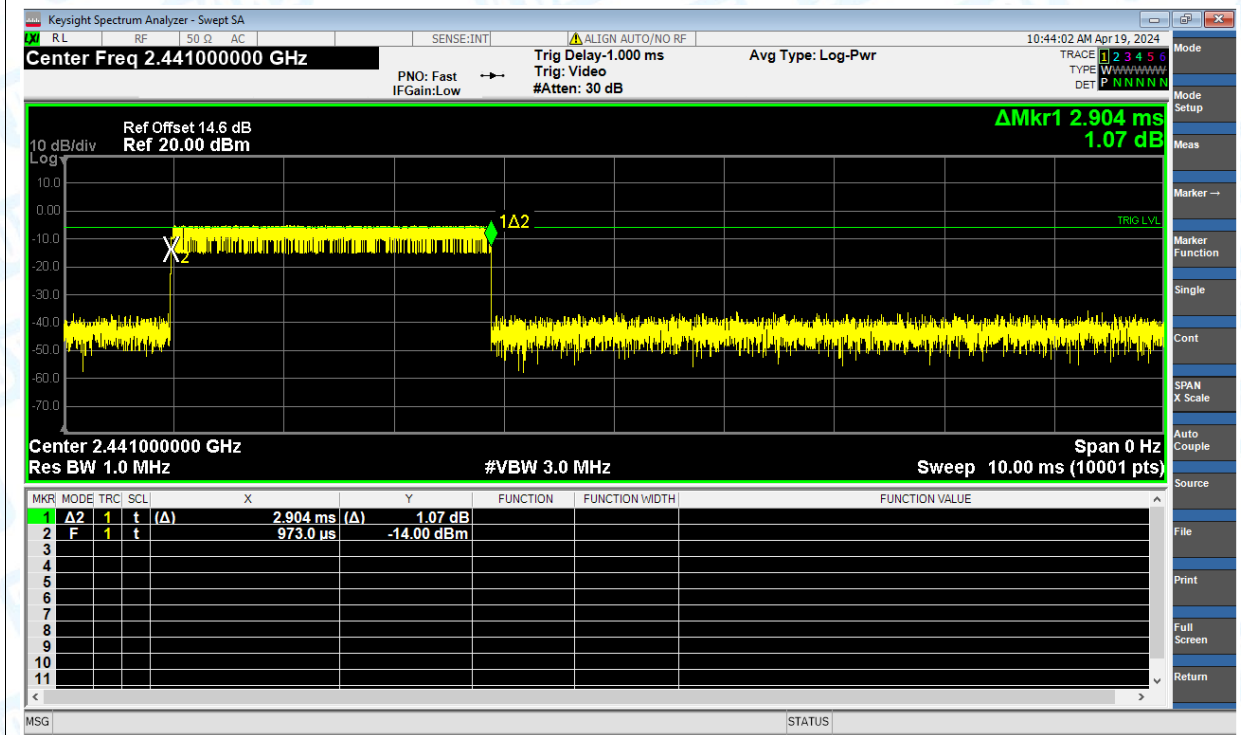 Keysight Spectrum Analyzer - Swept SA
LXI RL RF 50 Ω AC SENSE:INT ALIGN AUTO/NO RF 10:44:02 AM Apr 19, 2024
Center Freq 2.441000000 GHz
PNO: Fast
IFGain:Low
Trig Delay-1.000 ms
Trig: Video
#Atten: 30 dB
Avg Type: Log-Pwr
TRACE 1 2 3 4 5 6
TYPE WWWWWW
DET P N N N N N
ΔMkr1 2.904 ms
1.07 dB
Ref Offset 14.6 dB
10 dB/div Ref 20.00 dBm
Log
10.0
0.00
-10.0
-20.0
-30.0
-40.0
-50.0
-60.0
-70.0
1Δ2
TRIG LVL
X2
Center 2.441000000 GHz Span 0 Hz
Res BW 1.0 MHz #VBW 3.0 MHz Sweep 10.00 ms (10001 pts)
MKR MODE TRC SCL X Y FUNCTION FUNCTION WIDTH FUNCTION VALUE
1 Δ2 1 t (Δ) 2.904 ms (Δ) 1.07 dB
2 F 1 t 973.0 µs -14.00 dBm
3
4
5
6
7
8
9
10
11
MSG STATUS
Mode
Mode
Setup
Meas
Marker →
Marker
Function
Single
Cont
SPAN
X Scale
Auto
Couple
Source
File
Print
Full
Screen
Return